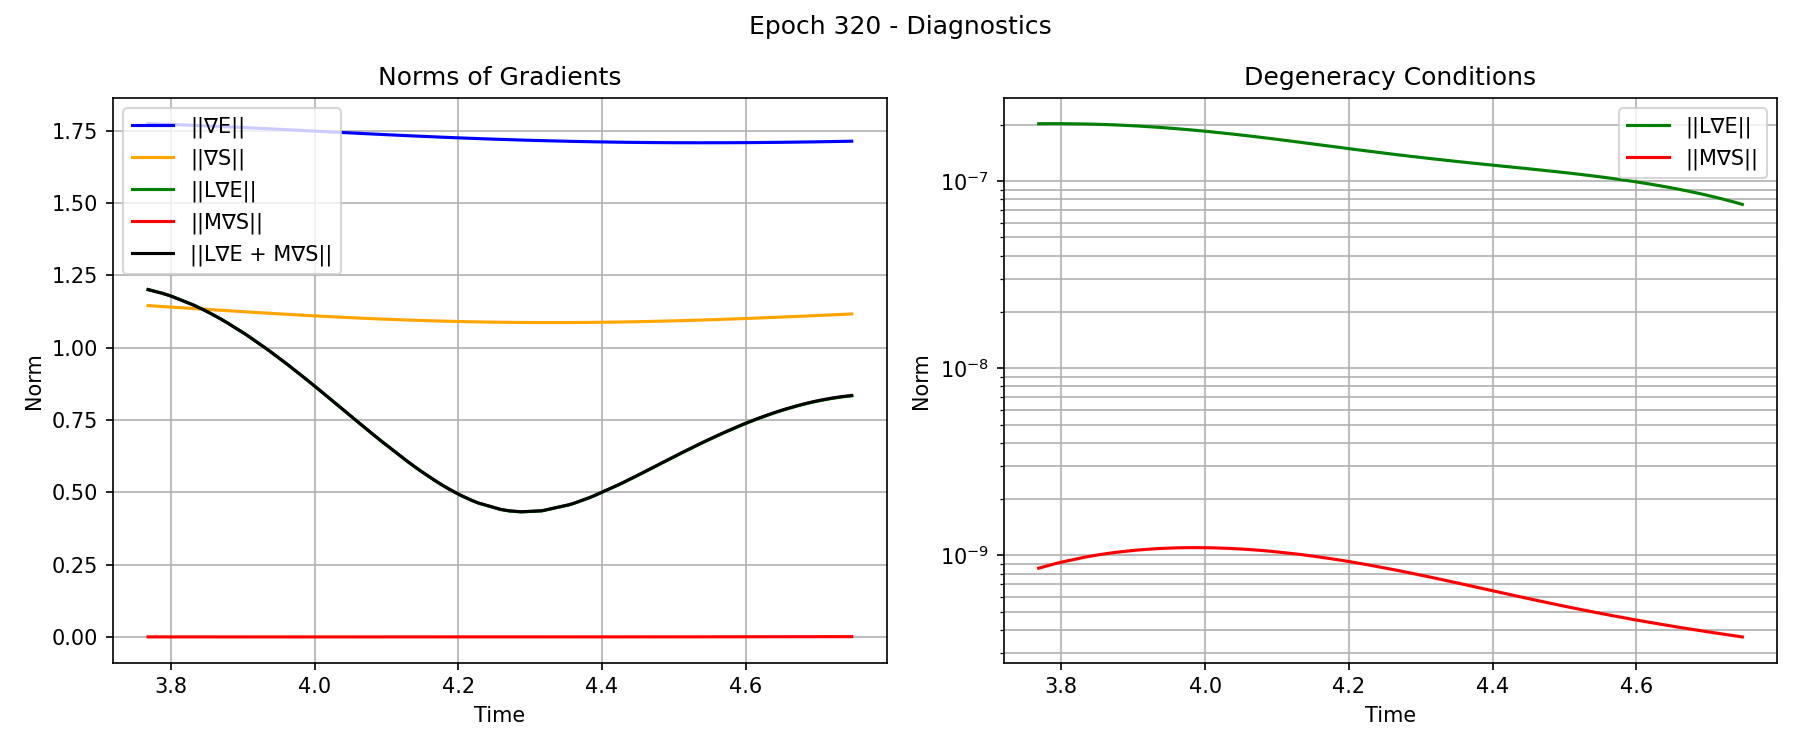 Epoch 320 - Diagnostics
Norms of Gradients
||∇E||
||∇S||
||L∇E||
||M∇S||
||L∇E + M∇S||
1.75
1.50
1.25
1.00
0.75
0.50
0.25
0.00
Norm
3.8 4.0 4.2 4.4 4.6
Time
Degeneracy Conditions
||L∇E||
||M∇S||
10⁻⁷
10⁻⁸
10⁻⁹
Norm
3.8 4.0 4.2 4.4 4.6
Time